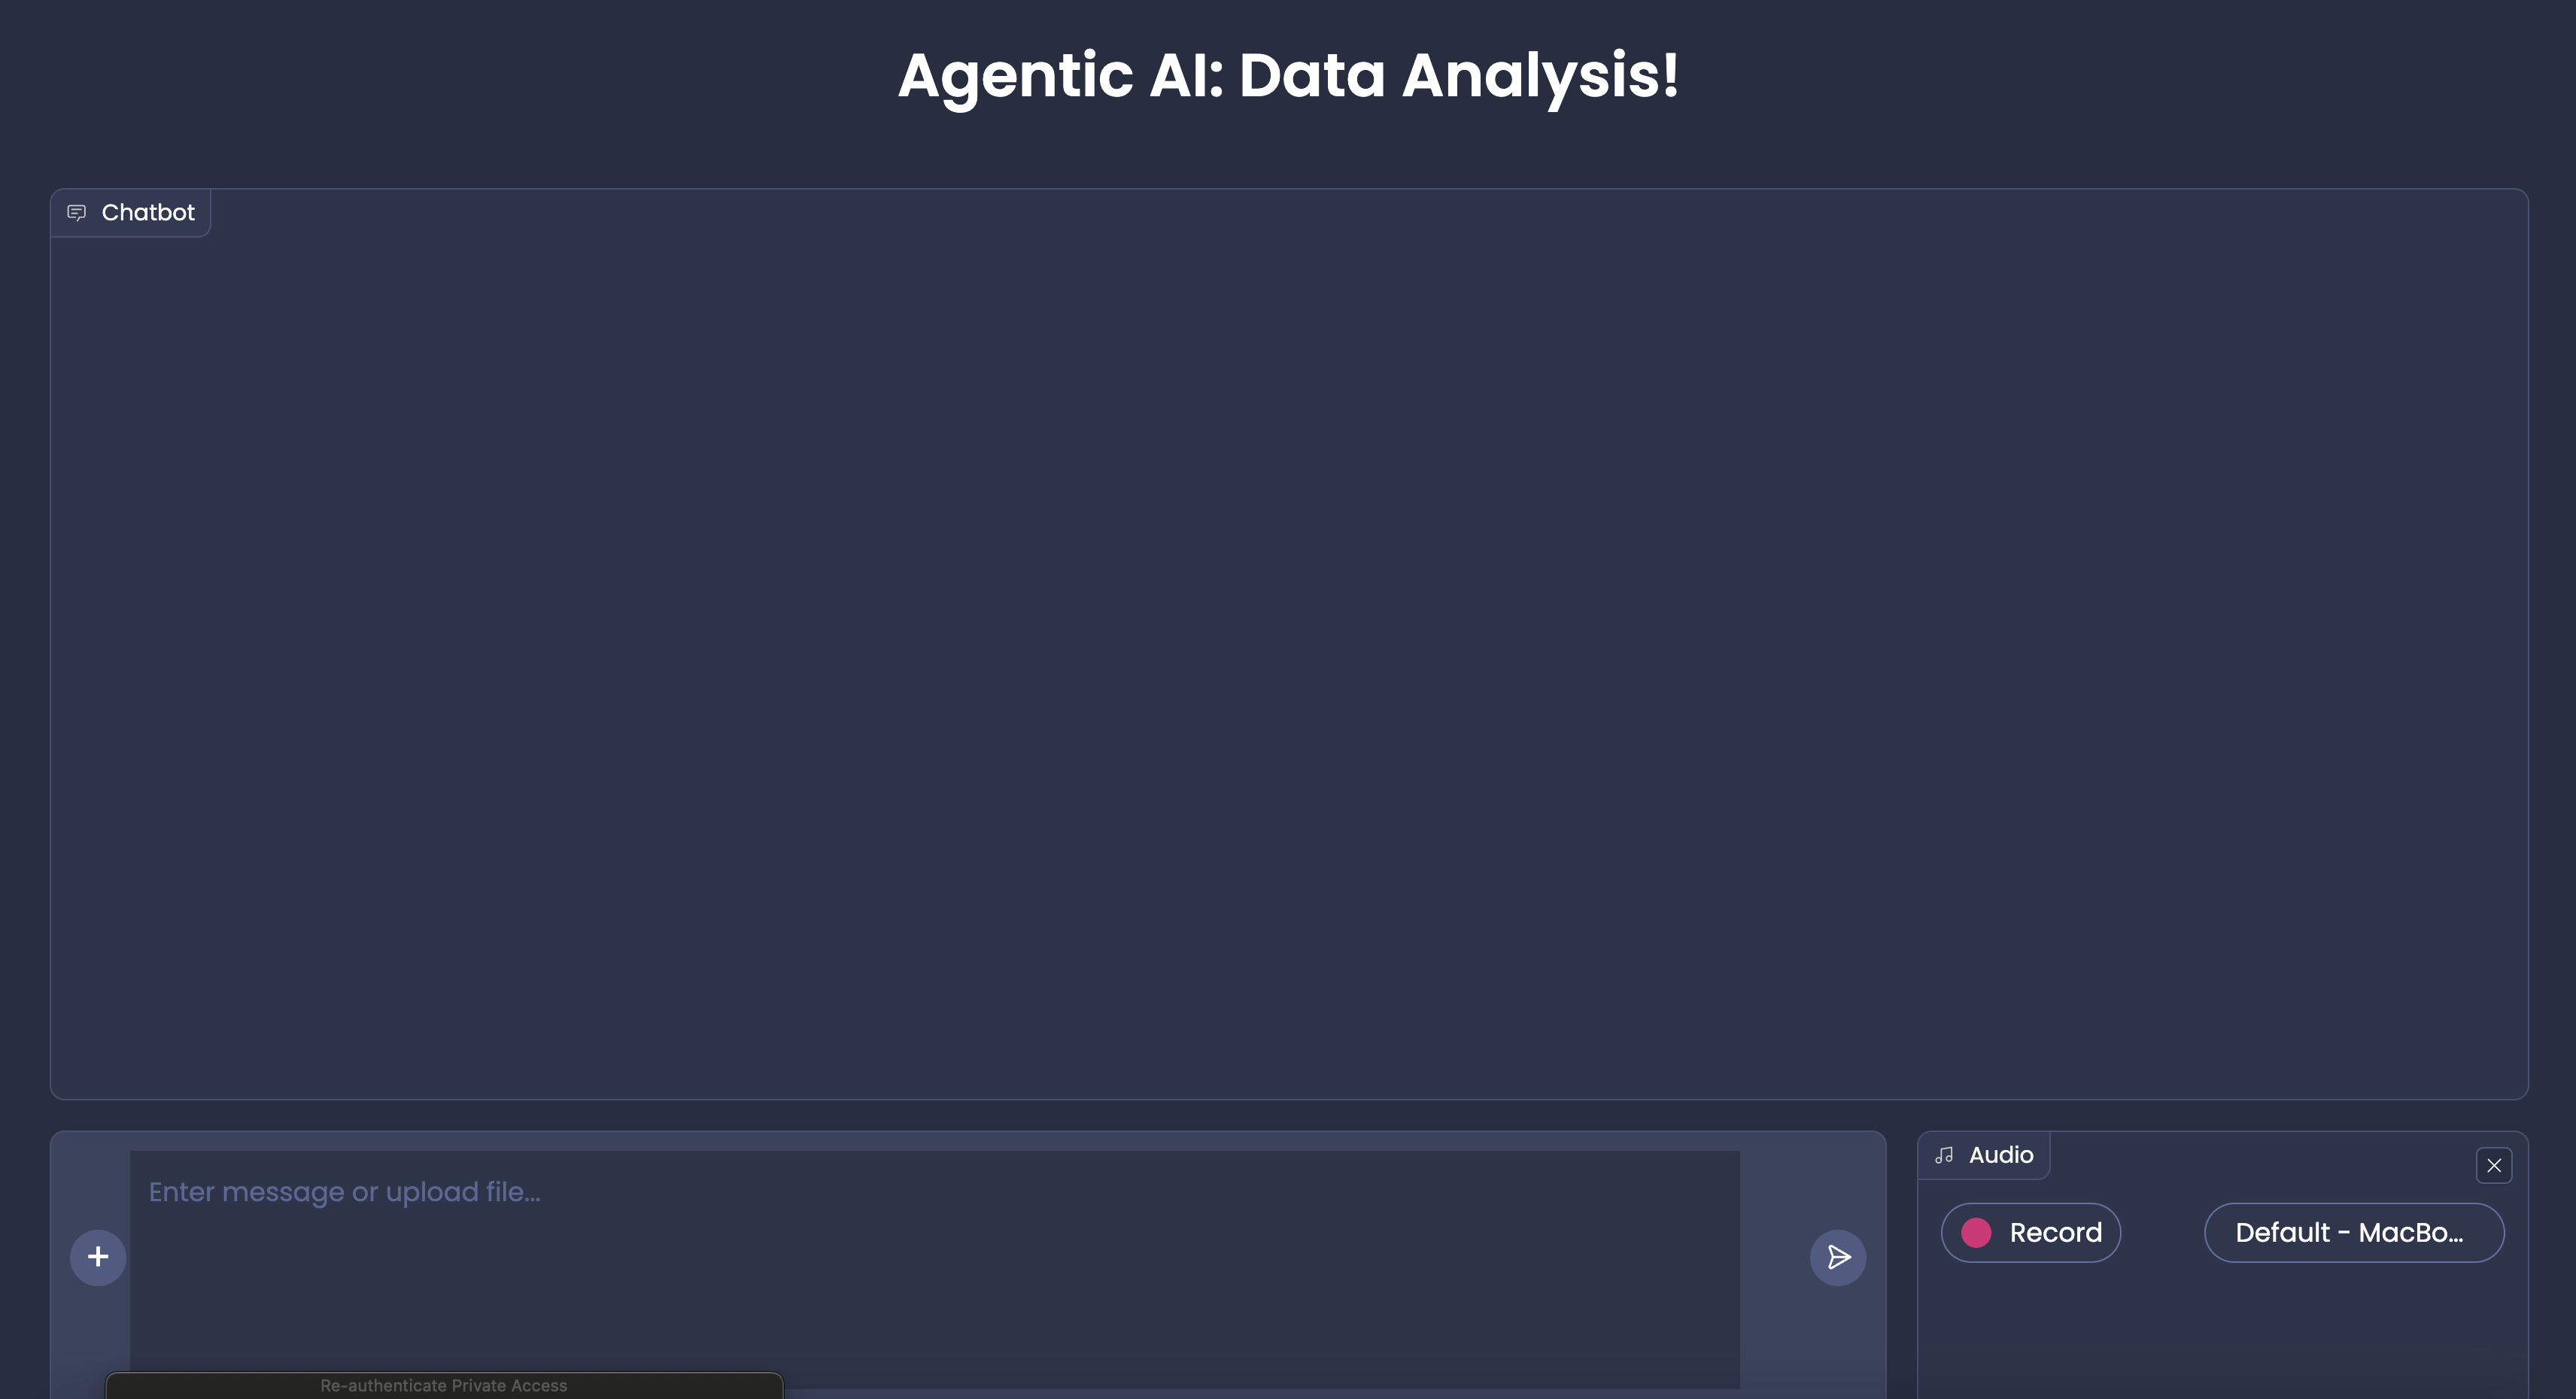 Agentic AI: Data Analysis!
Chatbot
Enter message or upload file...
Audio
Record
Default - MacBo...
Re-authenticate Private Access